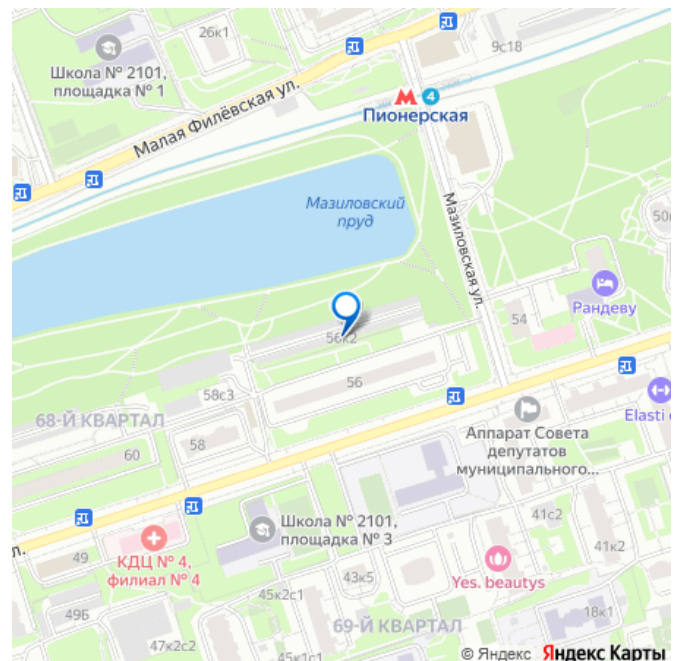 26к1
9с18
Школа № 2101,
площадка № 1
Малая Филёвская ул.
4
Пионерская
Мазиловский
пруд
Мазиловская ул.
50
Рандеву
54
56к2
56
58с3
68-Й КВАРТАЛ
58
60
Elasti
Аппарат Совета
депутатов
муниципального...
Школа № 2101,
площадка № 3
41с2
л.
49
КДЦ № 4,
филиал № 4
41к2
43к5
Yes. beautys
45к2с1
49Б
18к1
69-Й КВАРТАЛ
47к2с2
45к1с1
© Яндекс Яндекс Карты